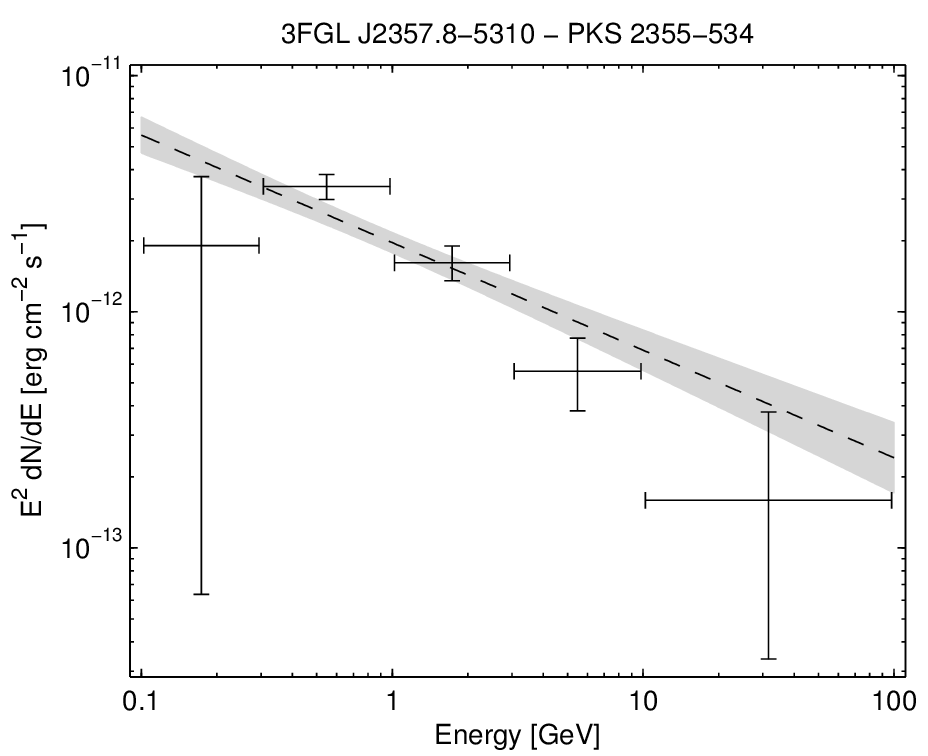 3FGL J2357.8−5310 − PKS 2355−534
10⁻¹¹
10⁻¹²
10⁻¹³
E² dN/dE [erg cm⁻² s⁻¹]
0.1 1 10 100
Energy [GeV]